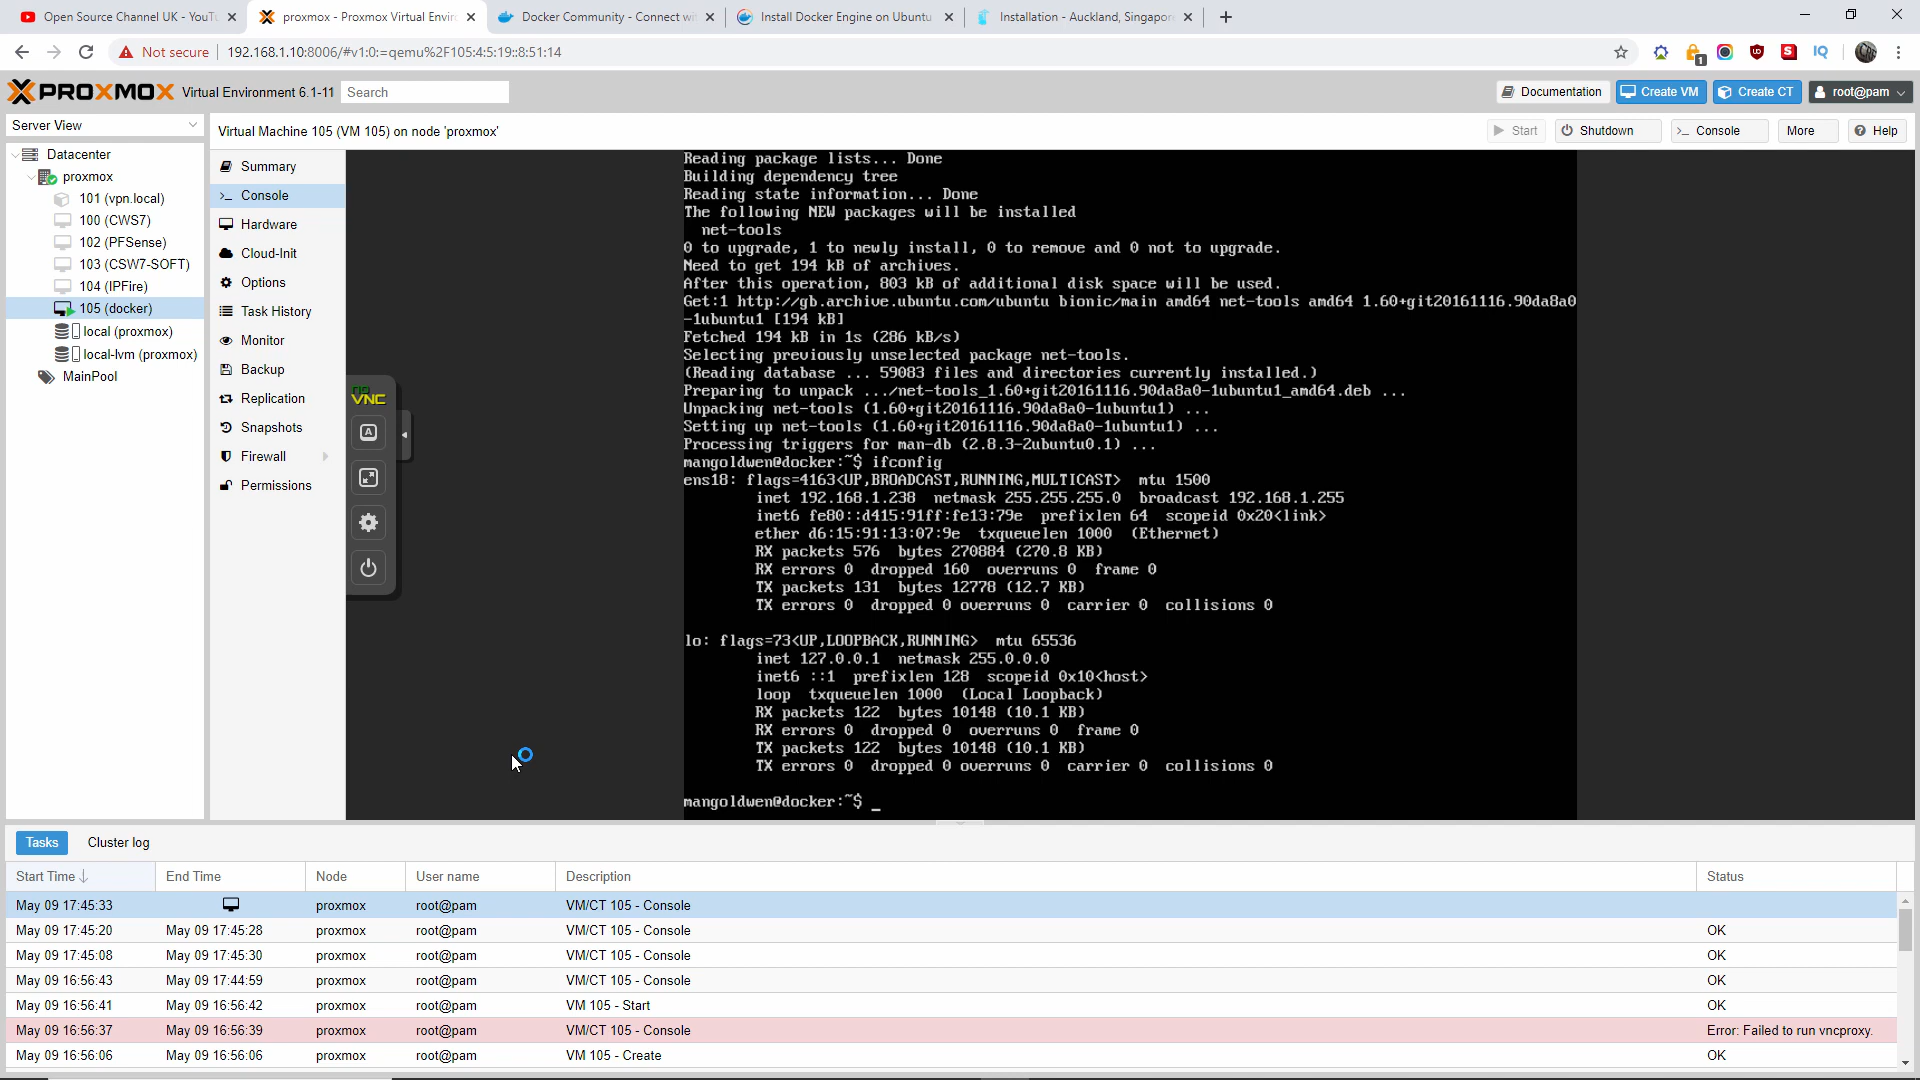 Open Source Channel UK - YouT
proxmox - Proxmox Virtual Enviro
Docker Community - Connect wi
Install Docker Engine on Ubuntu
Installation - Auckland, Singapor
Not secure
192.168.1.10:8006/#v1:0:=qemu%2F105:4:5:19::8:51:14
PROXMOX Virtual Environment 6.1-11
Search
Documentation
Create VM
Create CT
root@pam
Server View
Virtual Machine 105 (VM 105) on node 'proxmox'
Start
Shutdown
Console
More
Help
Datacenter
proxmox
101 (vpn.local)
100 (CWS7)
102 (PFSense)
103 (CSW7-SOFT)
104 (IPFire)
105 (docker)
local (proxmox)
local-lvm (proxmox)
MainPool
Summary
Console
Hardware
Cloud-Init
Options
Task History
Monitor
Backup
Replication
Snapshots
Firewall
Permissions
no
VNC
A
Reading package lists... Done
Building dependency tree
Reading state information... Done
The following NEW packages will be installed
net-tools
0 to upgrade, 1 to newly install, 0 to remove and 0 not to upgrade.
Need to get 194 kB of archives.
After this operation, 803 kB of additional disk space will be used.
Get:1 http://gb.archive.ubuntu.com/ubuntu bionic/main amd64 net-tools amd64 1.60+git20161116.90da8a0
-1ubuntu1 [194 kB]
Fetched 194 kB in 1s (286 kB/s)
Selecting previously unselected package net-tools.
(Reading database ... 59083 files and directories currently installed.)
Preparing to unpack .../net-tools_1.60+git20161116.90da8a0-1ubuntu1_amd64.deb ...
Unpacking net-tools (1.60+git20161116.90da8a0-1ubuntu1) ...
Setting up net-tools (1.60+git20161116.90da8a0-1ubuntu1) ...
Processing triggers for man-db (2.8.3-2ubuntu0.1) ...
mangoldwen@docker:~$ ifconfig
ens18: flags=4163<UP,BROADCAST,RUNNING,MULTICAST>  mtu 1500
inet 192.168.1.238  netmask 255.255.255.0  broadcast 192.168.1.255
inet6 fe80::d415:91ff:fe13:79e  prefixlen 64  scopeid 0x20<link>
ether d6:15:91:13:07:9e  txqueuelen 1000  (Ethernet)
RX packets 576  bytes 270884 (270.8 KB)
RX errors 0  dropped 160  overruns 0  frame 0
TX packets 131  bytes 12778 (12.7 KB)
TX errors 0  dropped 0 overruns 0  carrier 0  collisions 0
lo: flags=73<UP,LOOPBACK,RUNNING>  mtu 65536
inet 127.0.0.1  netmask 255.0.0.0
inet6 ::1  prefixlen 128  scopeid 0x10<host>
loop  txqueuelen 1000  (Local Loopback)
RX packets 122  bytes 10148 (10.1 KB)
RX errors 0  dropped 0  overruns 0  frame 0
TX packets 122  bytes 10148 (10.1 KB)
TX errors 0  dropped 0 overruns 0  carrier 0  collisions 0
mangoldwen@docker:~$ _
Tasks
Cluster log
Start Time End Time Node User name Description Status
May 09 17:45:33 proxmox root@pam VM/CT 105 - Console
May 09 17:45:20 May 09 17:45:28 proxmox root@pam VM/CT 105 - Console OK
May 09 17:45:08 May 09 17:45:30 proxmox root@pam VM/CT 105 - Console OK
May 09 16:56:43 May 09 17:44:59 proxmox root@pam VM/CT 105 - Console OK
May 09 16:56:41 May 09 16:56:42 proxmox root@pam VM 105 - Start OK
May 09 16:56:37 May 09 16:56:39 proxmox root@pam VM/CT 105 - Console Error: Failed to run vncproxy.
May 09 16:56:06 May 09 16:56:06 proxmox root@pam VM 105 - Create OK